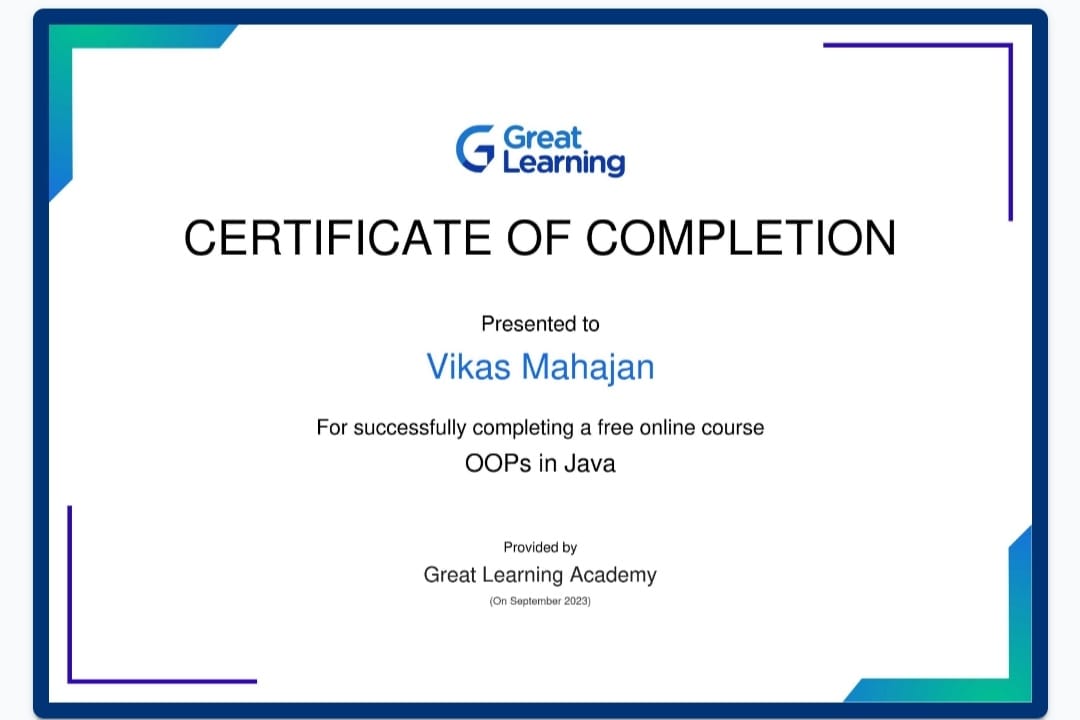 Great
Learning
CERTIFICATE OF COMPLETION
Presented to
Vikas Mahajan
For successfully completing a free online course
OOPs in Java
Provided by
Great Learning Academy
(On September 2023)